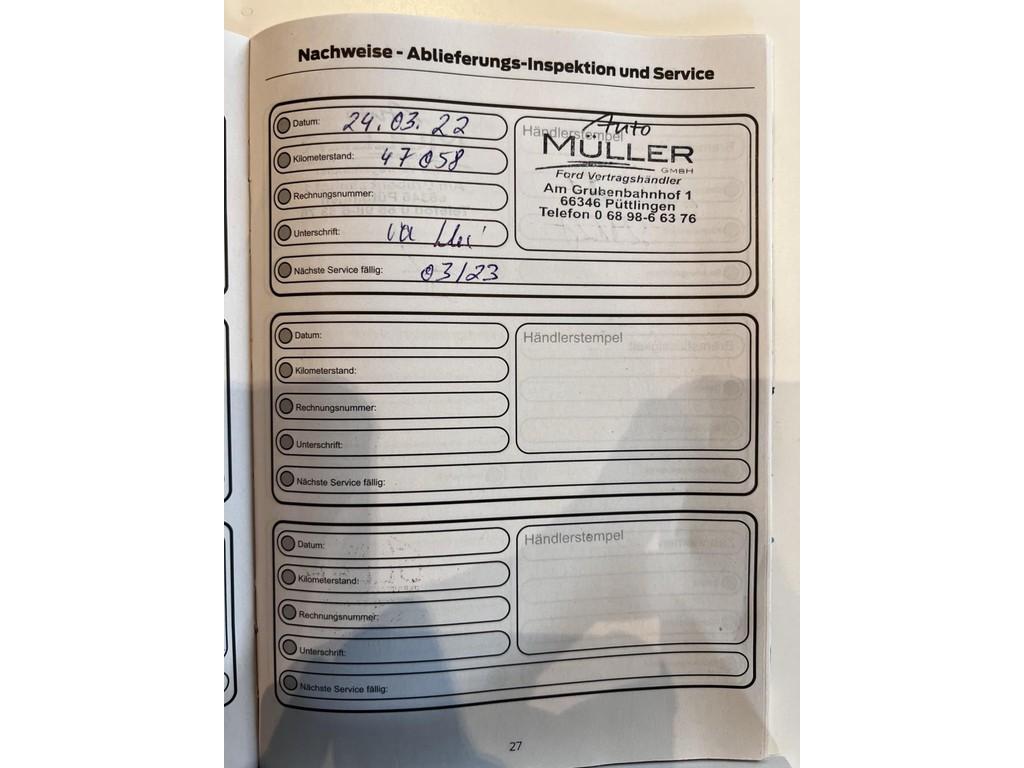 Nachweise - Ablieferungs-Inspektion und Service
Datum: 24.03.22
Kilometerstand: 47058
Rechnungsnummer:
Unterschrift:
Nächste Service fällig: 03/23
Händlerstempel
Auto
MÜLLER
GMBH
Ford Vertragshändler
Am Grubenbahnhof 1
66346 Püttlingen
Telefon 0 68 98-6 63 76
Datum:
Kilometerstand:
Rechnungsnummer:
Unterschrift:
Nächste Service fällig:
Händlerstempel
Datum:
Kilometerstand:
Rechnungsnummer:
Unterschrift:
Nächste Service fällig:
Händlerstempel
27